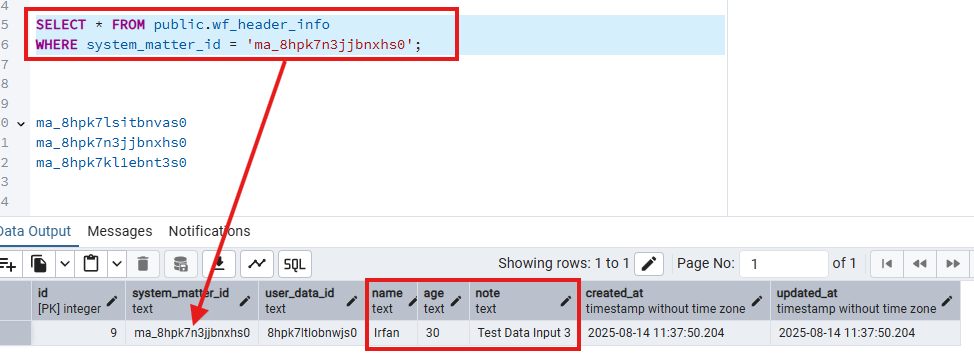 4
5 SELECT * FROM public.wf_header_info
6 WHERE system_matter_id = 'ma_8hpk7n3jjbnxhs0';
7
8
9
0 ma_8hpk7lsitbnvas0
1 ma_8hpk7n3jjbnxhs0
2 ma_8hpk7kl1ebnt3s0
3
4
Data Output Messages Notifications
SQL Showing rows: 1 to 1 Page No: 1 of 1
id system_matter_id user_data_id name age note created_at updated_at
[PK] integer text text text text text timestamp without time zone timestamp without time zone
9 ma_8hpk7n3jjbnxhs0 8hpk7ltlobnwjs0 Irfan 30 Test Data Input 3 2025-08-14 11:37:50.204 2025-08-14 11:37:50.204